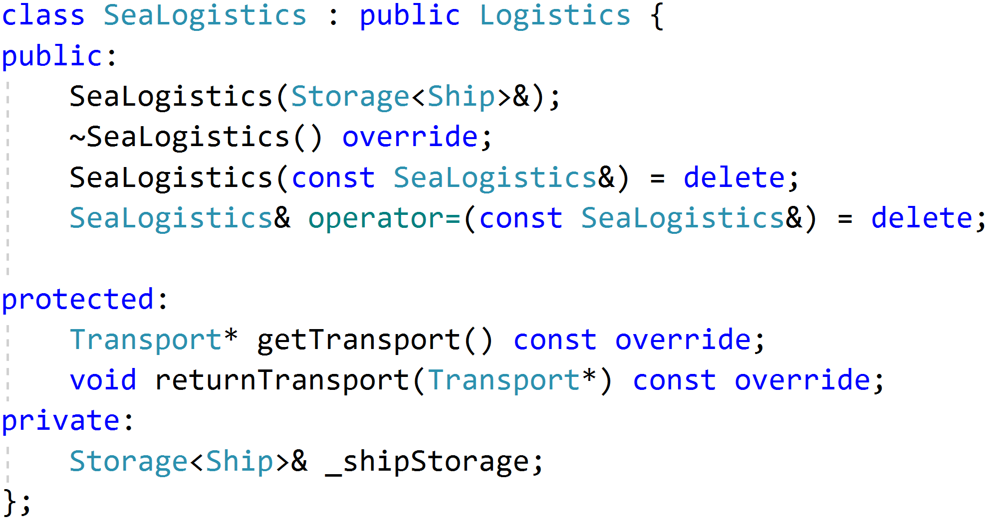 class SeaLogistics : public Logistics {
public:
    SeaLogistics(Storage<Ship>&);
    ~SeaLogistics() override;
    SeaLogistics(const SeaLogistics&) = delete;
    SeaLogistics& operator=(const SeaLogistics&) = delete;

protected:
    Transport* getTransport() const override;
    void returnTransport(Transport*) const override;
private:
    Storage<Ship>& _shipStorage;
};